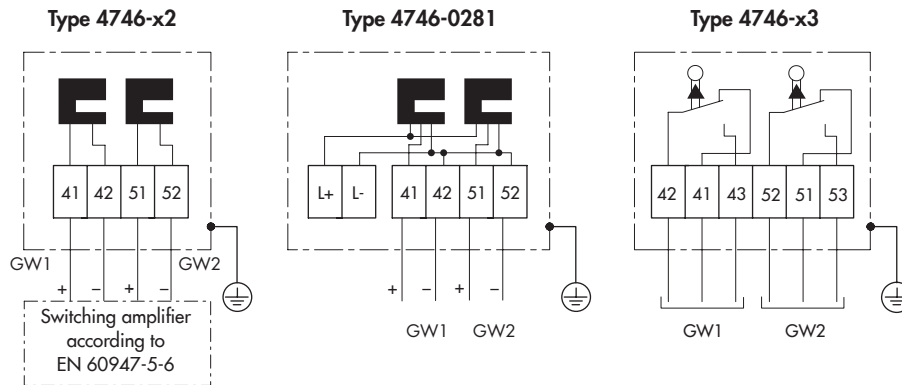 Type 4746-x2
Type 4746-0281
Type 4746-x3
41 42 51 52
L+ L- 41 42 51 52
42 41 43 52 51 53
GW1 GW2
+ − + −
+ − + −
GW1 GW2
GW1 GW2
Switching amplifier
according to
EN 60947-5-6